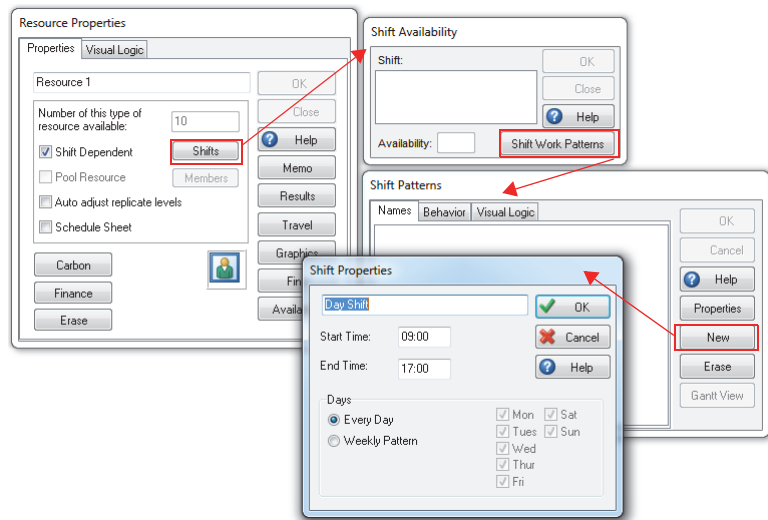 Resource Properties
Properties
Visual Logic
Resource 1
OK
Number of this type of
resource available:
10
Close
Help
Shift Dependent
Shifts
Memo
Pool Resource
Members
Results
Auto adjust replicate levels
Travel
Schedule Sheet
Graphics
Carbon
Finance
Erase
Shift Availability
Shift:
OK
Close
Help
Availability:
Shift Work Patterns
Shift Patterns
Names
Behavior
Visual Logic
OK
Cancel
Help
Properties
New
Erase
Gantt View
Shift Properties
Day Shift
OK
Start Time:
09:00
Cancel
End Time:
17:00
Help
Days
Every Day
Weekly Pattern
Mon
Sat
Tues
Sun
Wed
Thur
Fri